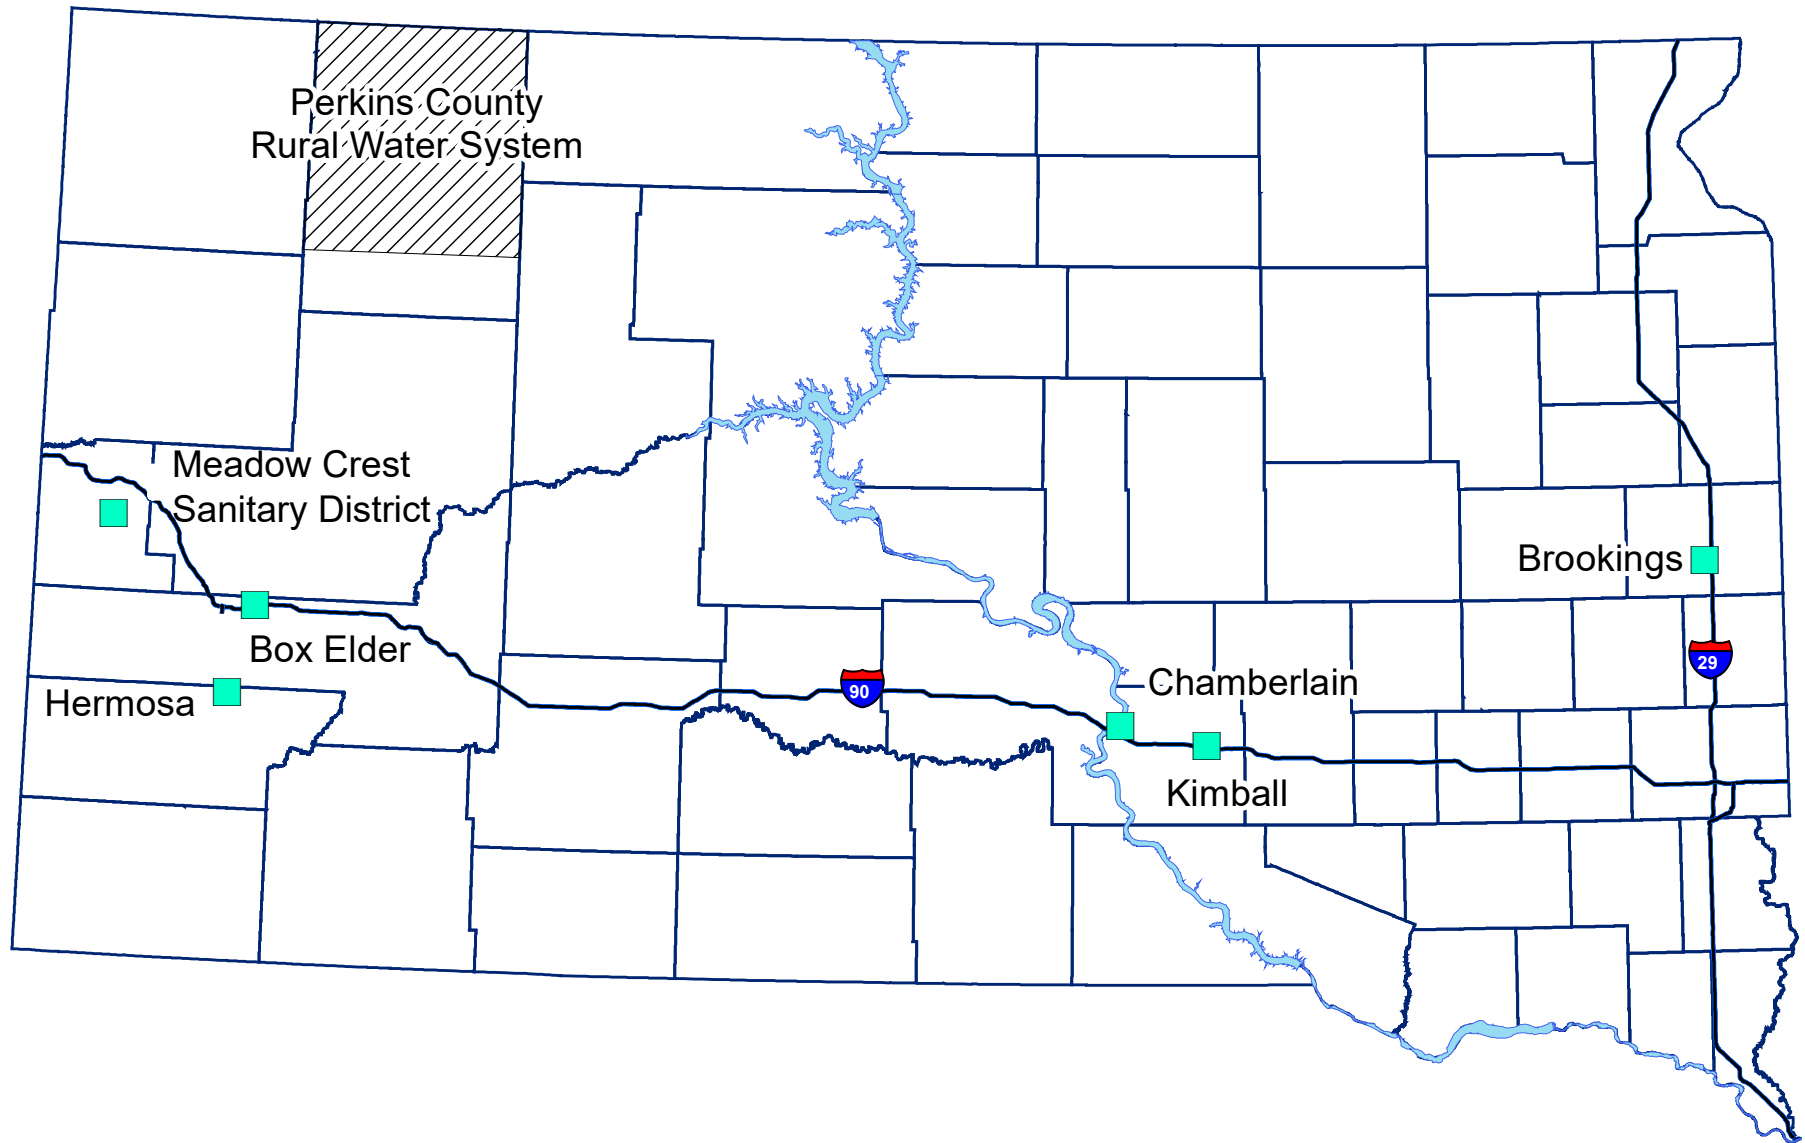 Perkins County
Rural Water System
Meadow Crest
Sanitary District
Brookings
Box Elder
29
90
Chamberlain
Hermosa
Kimball